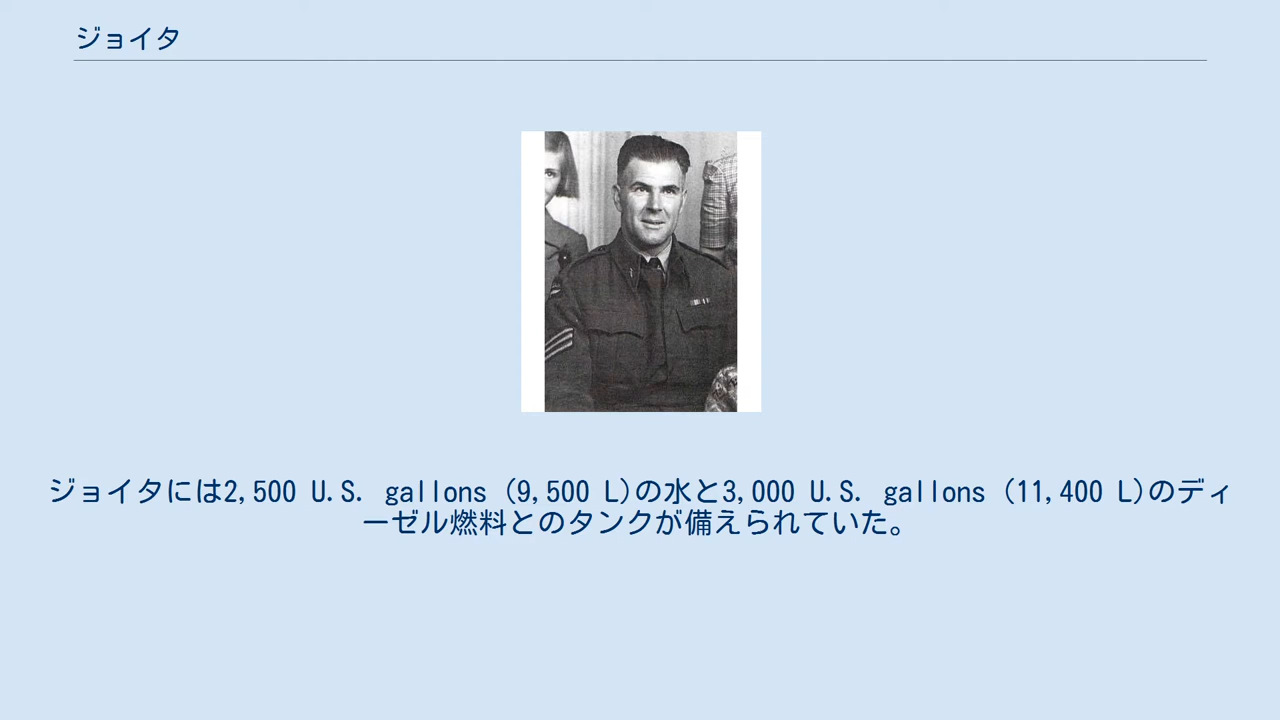 ジョイタ
ジョイタには2,500 U.S. gallons (9,500 L)の水と3,000 U.S. gallons (11,400 L)のディ
ーゼル燃料とのタンクが備えられていた。